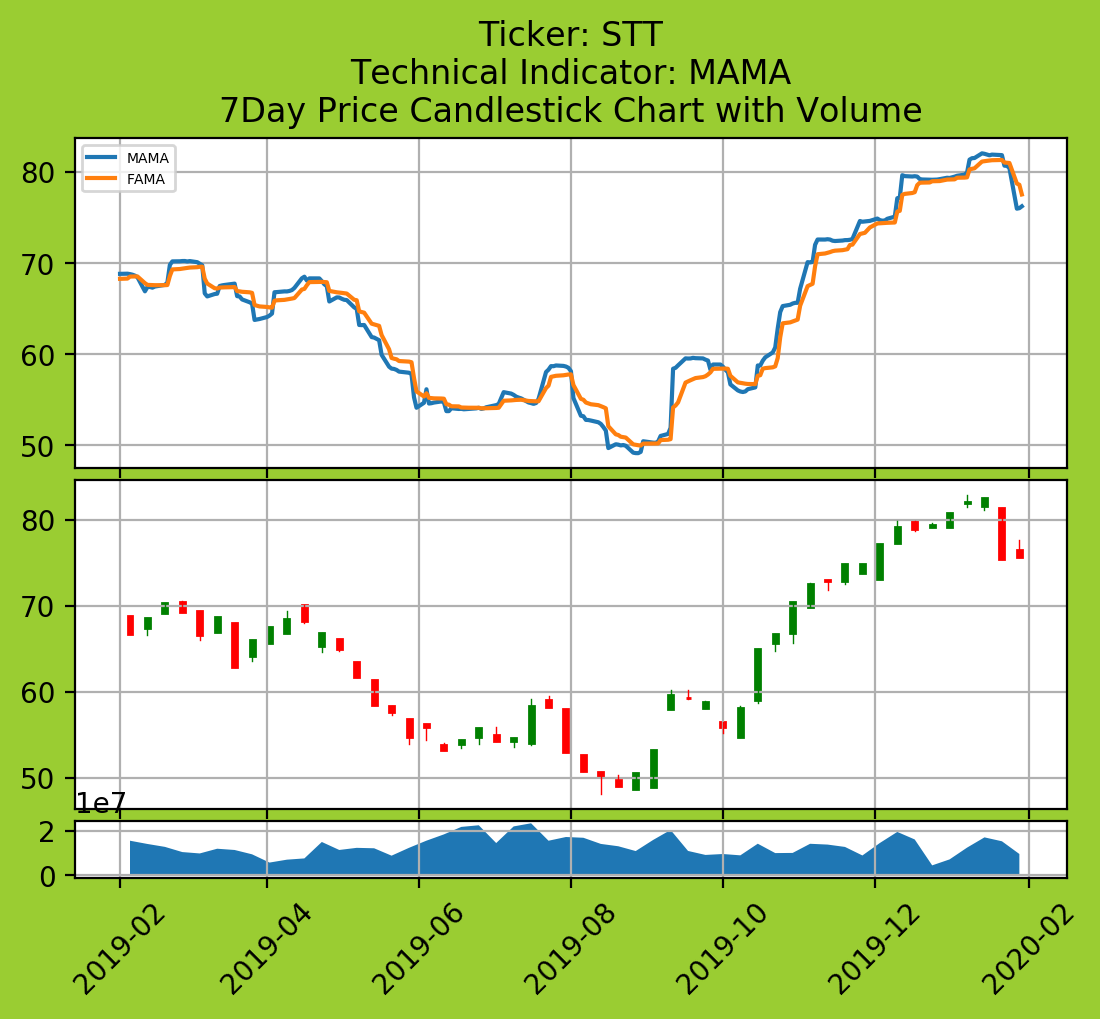 Ticker: STT
Technical Indicator: MAMA
7Day Price Candlestick Chart with Volume
MAMA
FAMA
80
70
60
50
80
70
60
50
1e7
2
0
2019-02
2019-04
2019-06
2019-08
2019-10
2019-12
2020-02